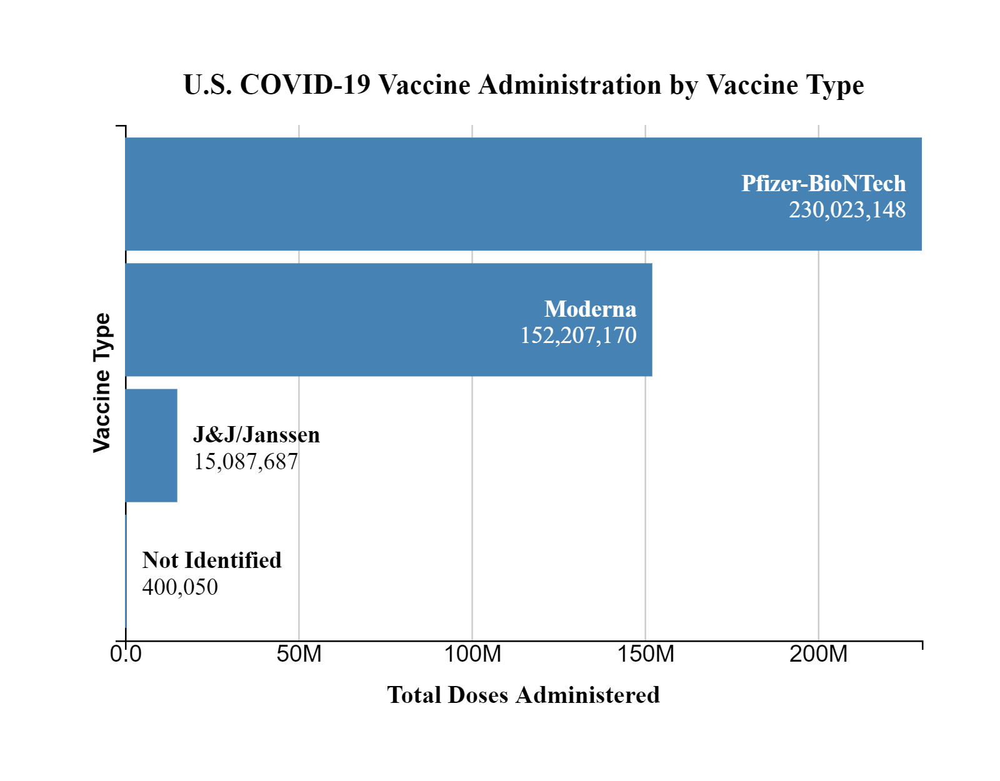 U.S. COVID-19 Vaccine Administration by Vaccine Type
Vaccine Type
Pfizer-BioNTech
230,023,148
Moderna
152,207,170
J&J/Janssen
15,087,687
Not Identified
400,050
0.0 50M 100M 150M 200M
Total Doses Administered